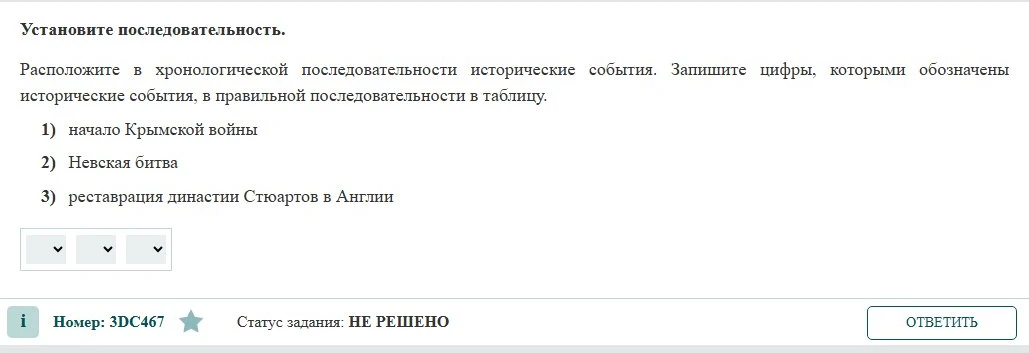 Установите последовательность.
Расположите в хронологической последовательности исторические события. Запишите цифры, которыми обозначены
исторические события, в правильной последовательности в таблицу.
1) начало Крымской войны
2) Невская битва
3) реставрация династии Стюартов в Англии
i Номер: 3DC467 Статус задания: НЕ РЕШЕНО ОТВЕТИТЬ